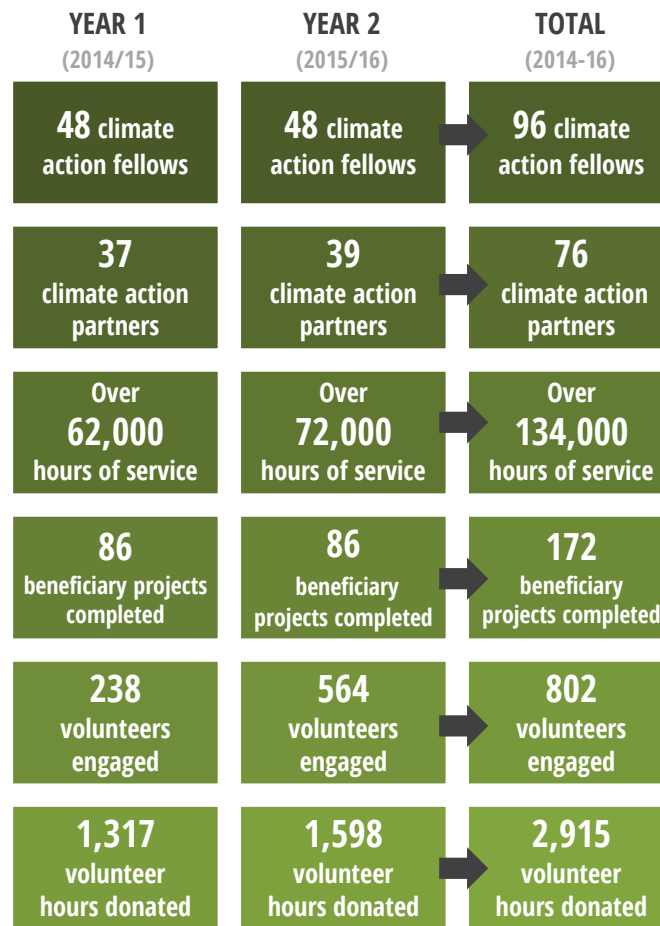 YEAR 1
(2014/15)
YEAR 2
(2015/16)
TOTAL
(2014-16)
48 climate
action fellows
48 climate
action fellows
96 climate
action fellows
37
climate action
partners
39
climate action
partners
76
climate action
partners
Over
62,000
hours of service
Over
72,000
hours of service
Over
134,000
hours of service
86
beneficiary projects
completed
86
beneficiary
projects completed
172
beneficiary
projects completed
238
volunteers
engaged
564
volunteers
engaged
802
volunteers
engaged
1,317
volunteer
hours donated
1,598
volunteer
hours donated
2,915
volunteer
hours donated